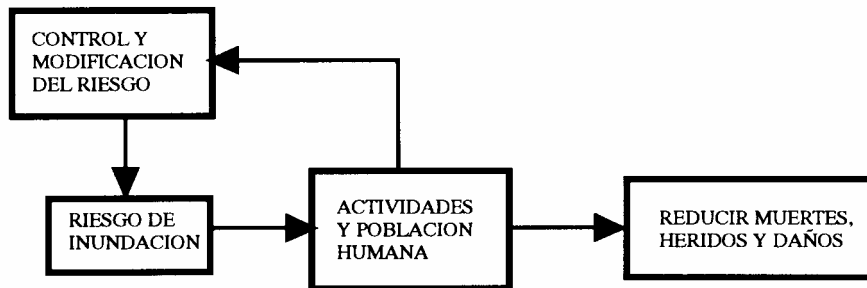 CONTROL Y
MODIFICACION
DEL RIESGO
RIESGO DE
INUNDACION
ACTIVIDADES
Y POBLACION
HUMANA
REDUCIR MUERTES,
HERIDOS Y DAÑOS